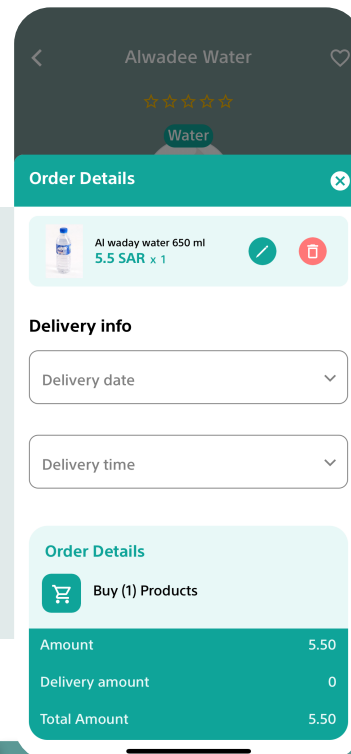 Alwadee Water
Water
Order Details
Al waday water 650 ml
5.5 SAR x 1
Delivery info
Delivery date
Delivery time
Order Details
Buy (1) Products
Amount 5.50
Delivery amount 0
Total Amount 5.50